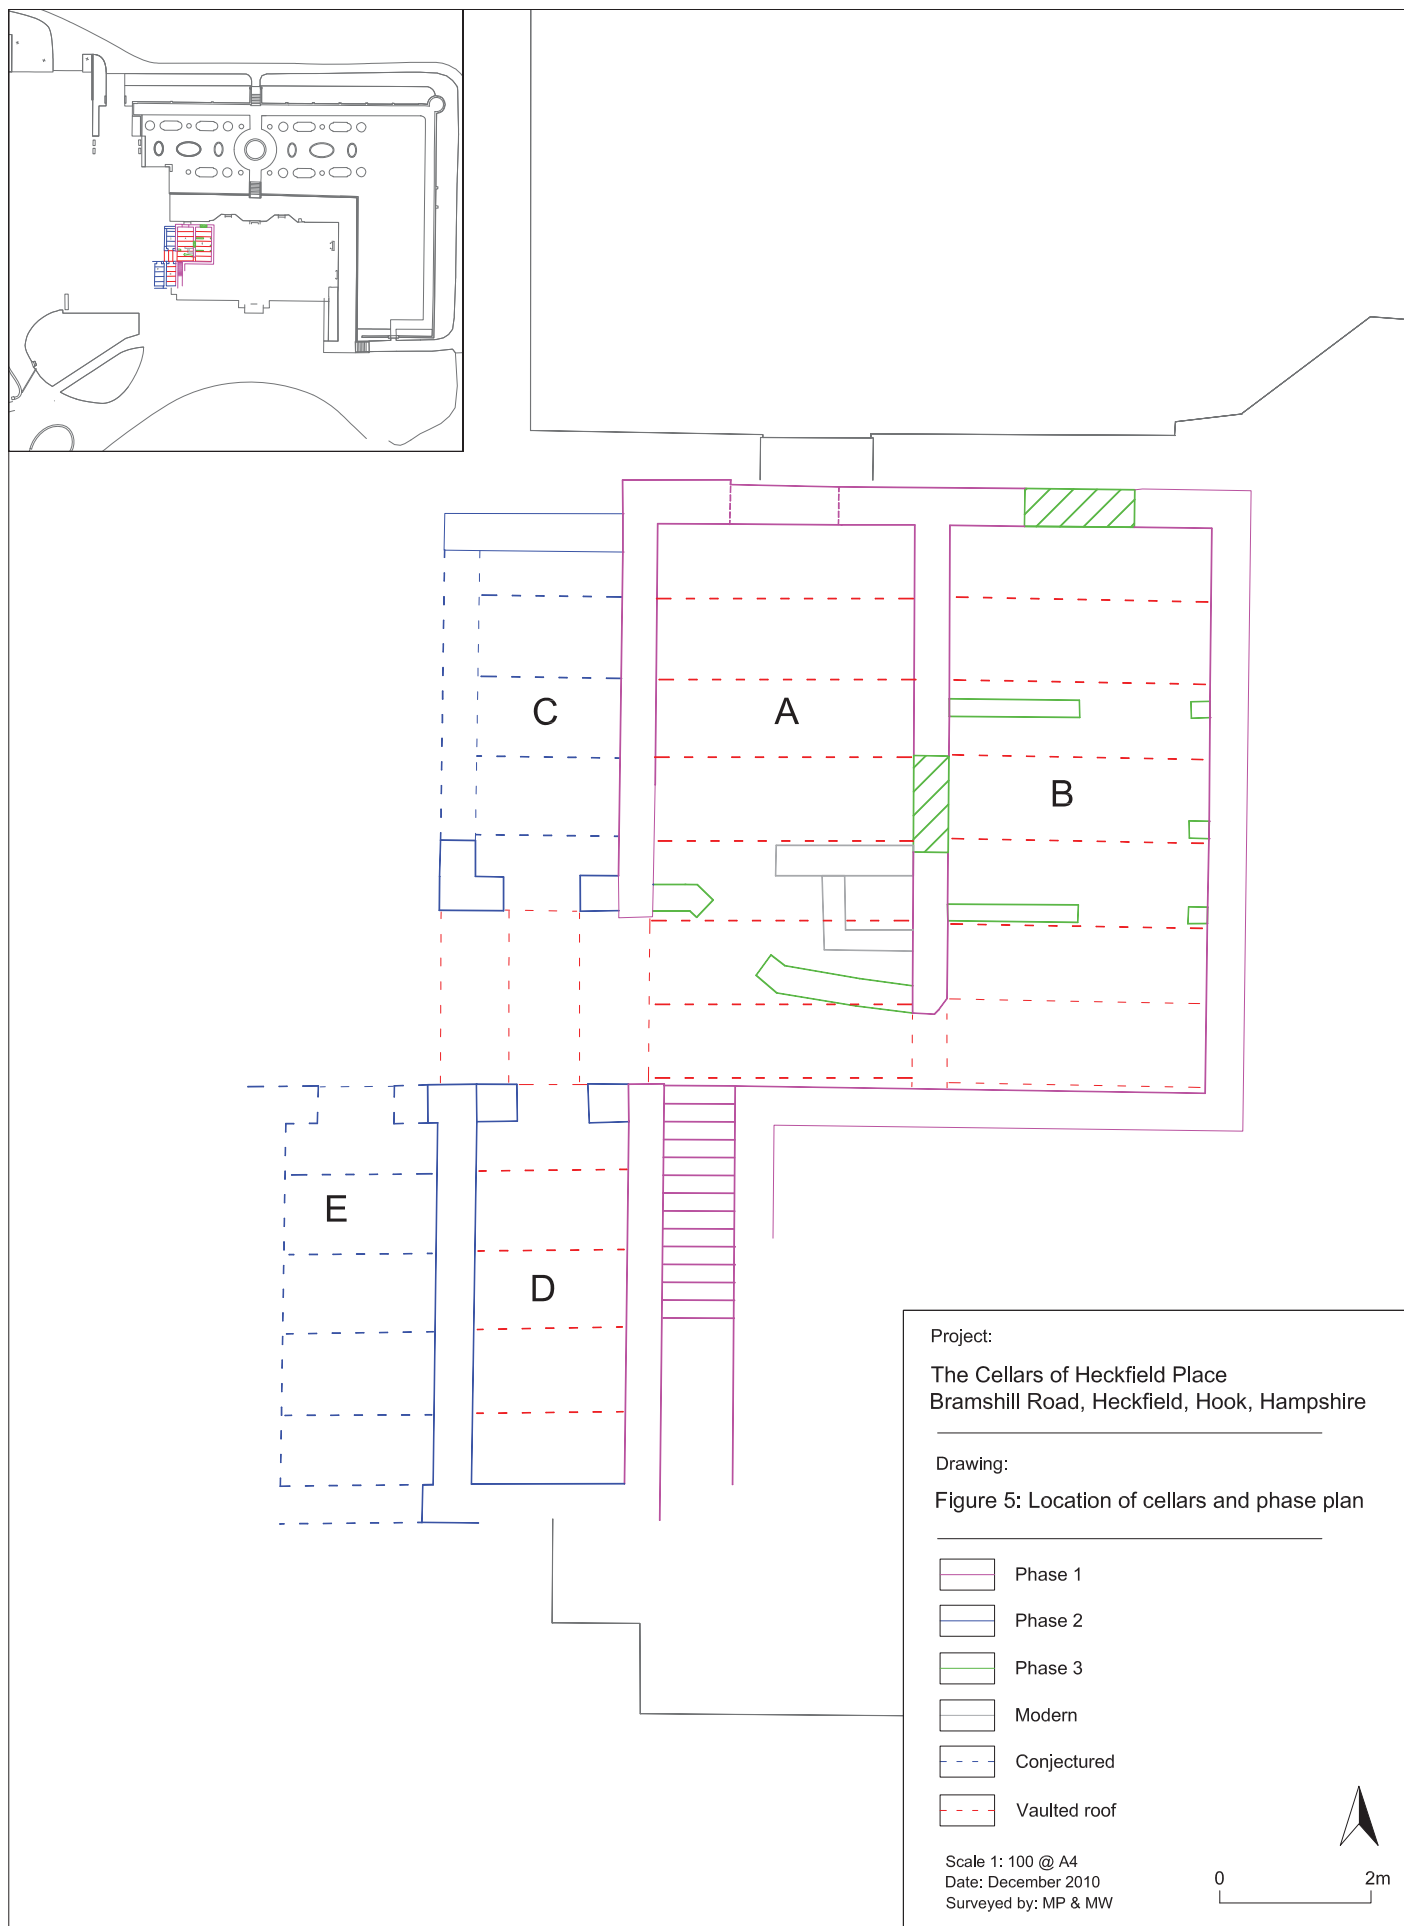 C
A
B
E
D
Project:
The Cellars of Heckfield Place
Bramshill Road, Heckfield, Hook, Hampshire
Drawing:
Figure 5: Location of cellars and phase plan
Phase 1
Phase 2
Phase 3
Modern
Conjectured
Vaulted roof
Scale 1: 100 @ A4
Date: December 2010
Surveyed by: MP & MW
0 2m